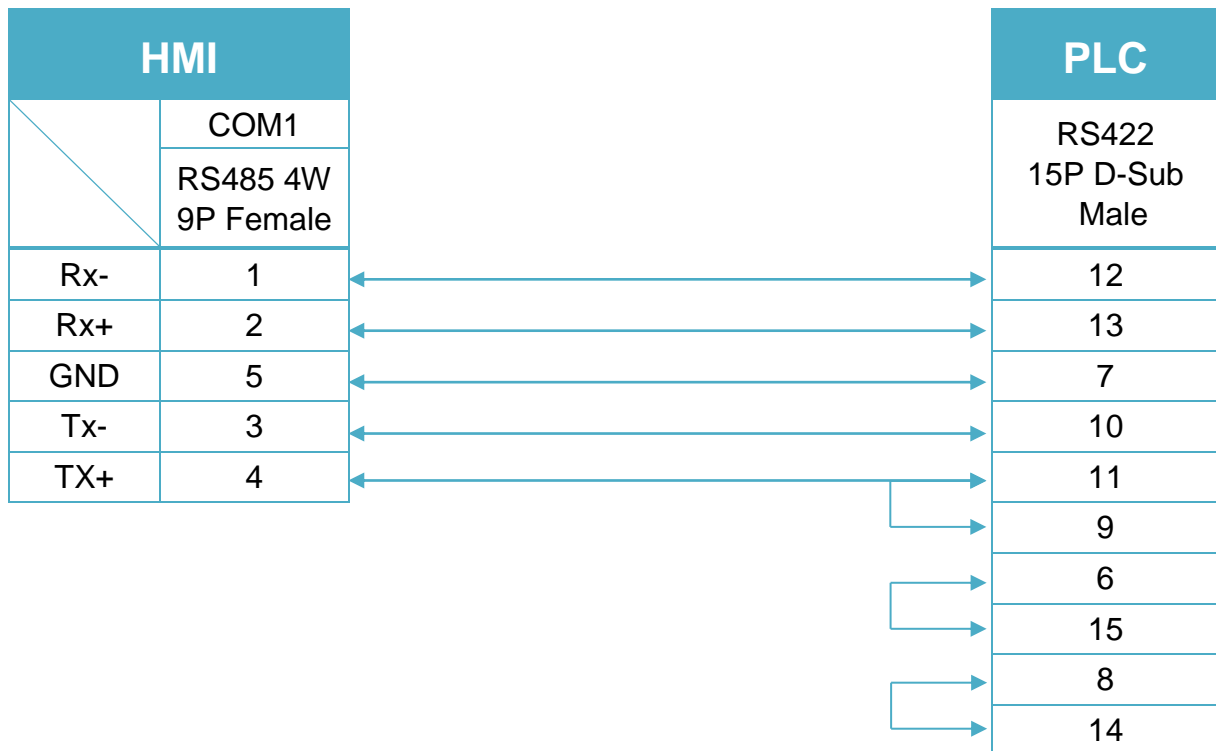 HMI
PLC
COM1
RS485 4W
9P Female
RS422
15P D-Sub
Male
Rx- 1 12
Rx+ 2 13
GND 5 7
Tx- 3 10
TX+ 4 11
9
6
15
8
14